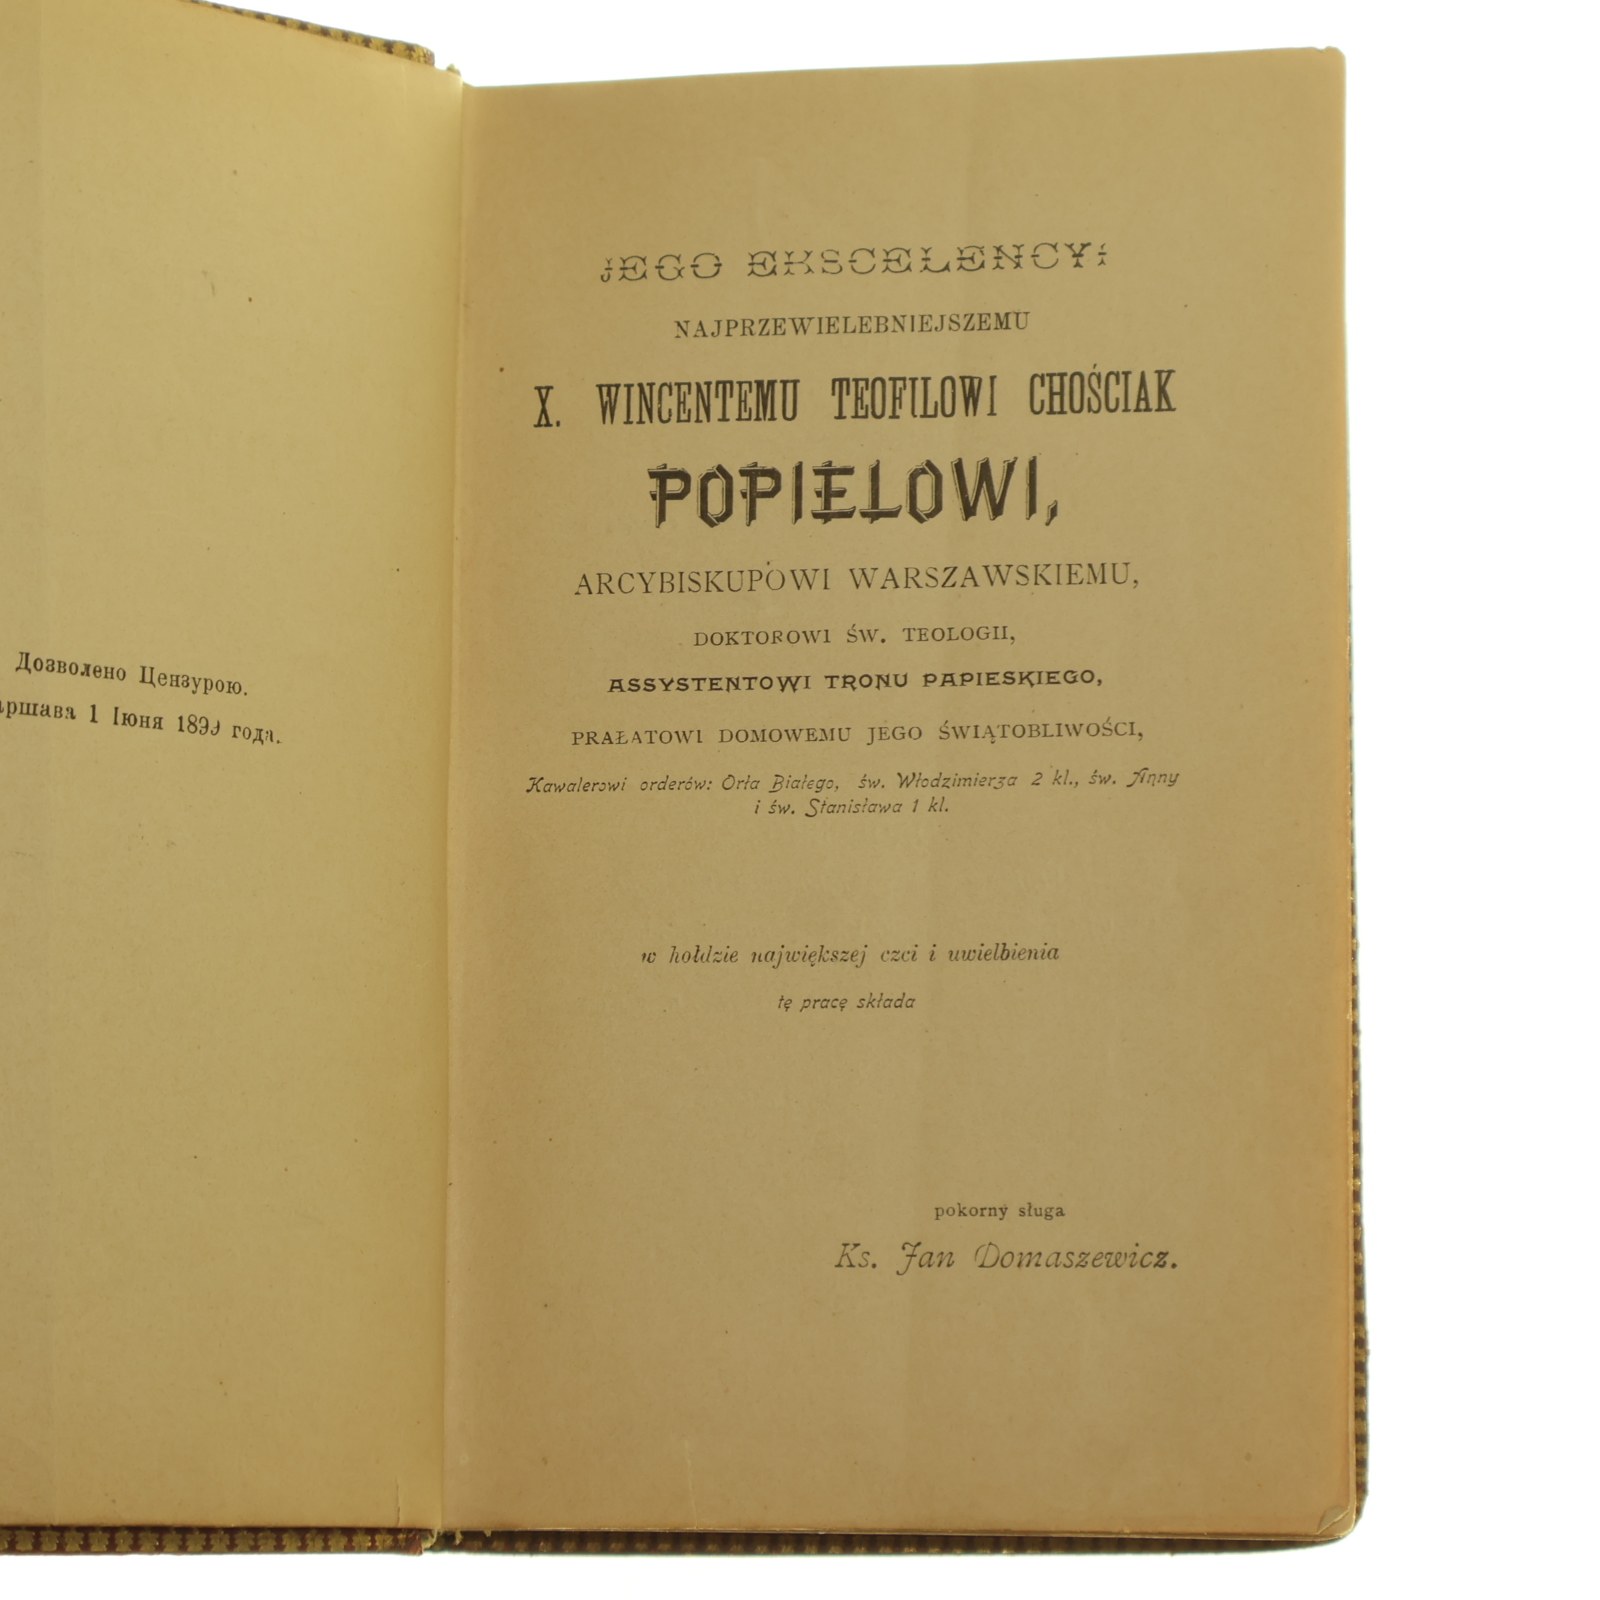 Дозволено Цензурою.
1 Іюня 1899 года.
JEGO EKSCELENCYi
NAJPRZEWIELEBNIEJSZEMU
X. WINCENTEMU TEOFILOWI CHOŚCIAK
POPIELOWI,
ARCYBISKUPOWI WARSZAWSKIEMU,
DOKTOROWI ŚW. TEOLOGII,
ASSYSTENTOWI TRONU PAPIESKIEGO,
PRAŁATOWI DOMOWEMU JEGO ŚWIĄTOBLIWOŚCI,
Kawalerowi orderów: Orła Białego, św. Włodzimierza 2 kl., św. Anny
i św. Stanisława 1 kl.
w hołdzie największej czci i uwielbienia
tę pracę składa
pokorny sługa
Ks. Jan Domaszewicz.